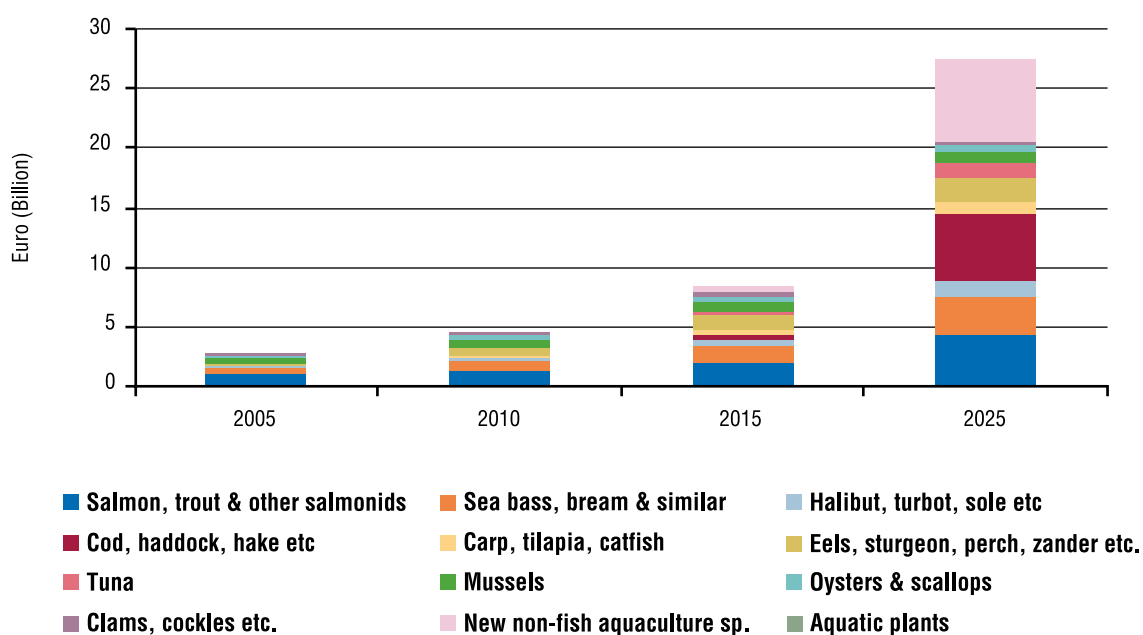 30
25
20
15
10
5
0
Euro (Billion)
2005 2010 2015 2025
Salmon, trout & other salmonids Sea bass, bream & similar Halibut, turbot, sole etc
Cod, haddock, hake etc Carp, tilapia, catfish Eels, sturgeon, perch, zander etc.
Tuna Mussels Oysters & scallops
Clams, cockles etc. New non-fish aquaculture sp. Aquatic plants